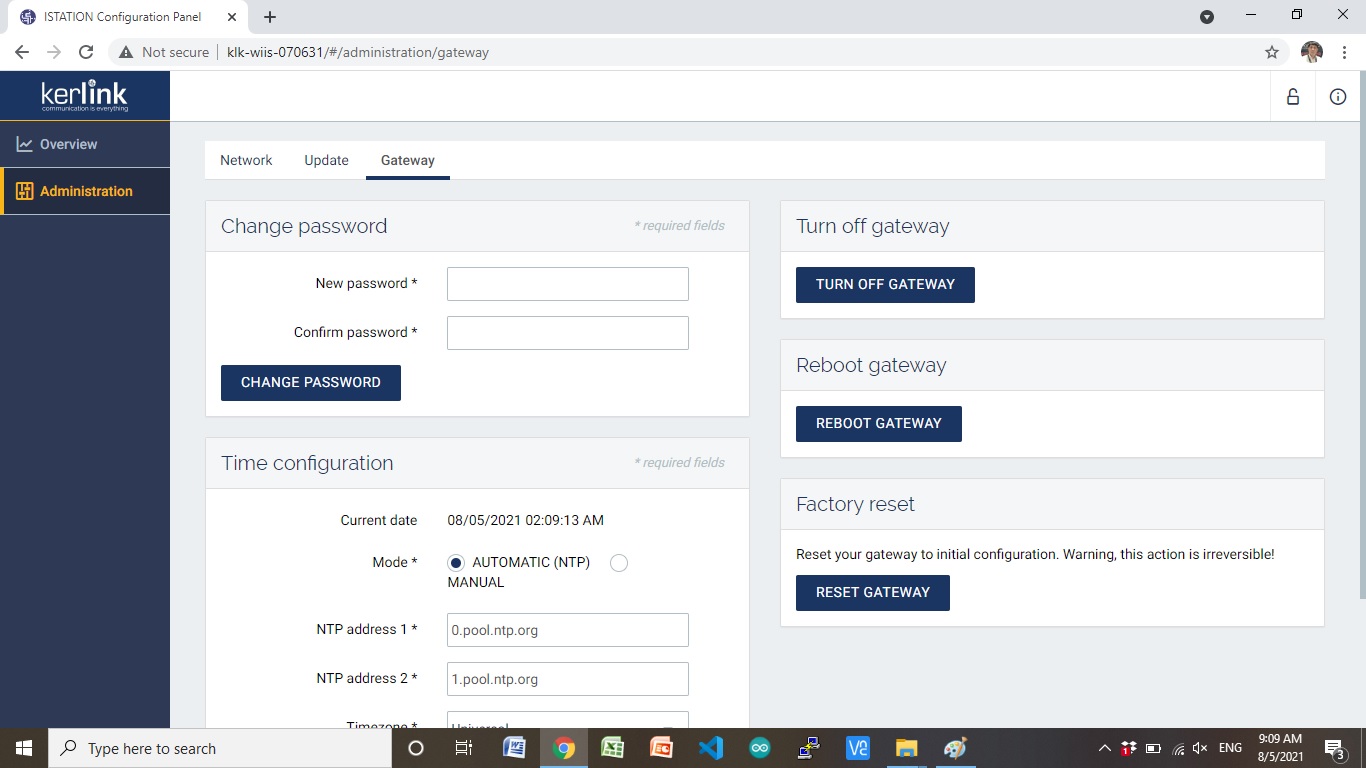 ISTATION Configuration Panel
Not secure
klk-wiis-070631/#/administration/gateway
kerlink
communication is everything
Overview
Administration
Network Update Gateway
Change password * required fields
New password *
Confirm password *
CHANGE PASSWORD
Time configuration * required fields
Current date 08/05/2021 02:09:13 AM
Mode * AUTOMATIC (NTP)
MANUAL
NTP address 1 * 0.pool.ntp.org
NTP address 2 * 1.pool.ntp.org
Timezone * Universal
Turn off gateway
TURN OFF GATEWAY
Reboot gateway
REBOOT GATEWAY
Factory reset
Reset your gateway to initial configuration. Warning, this action is irreversible!
RESET GATEWAY
Type here to search
ENG
9:09 AM
8/5/2021
3